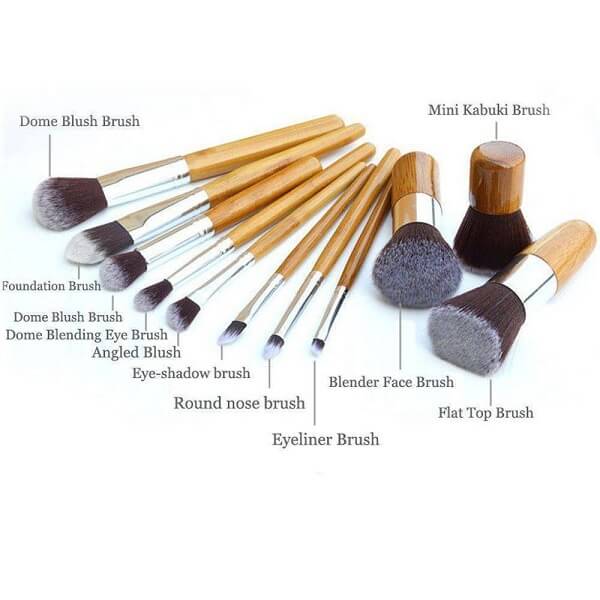 Mini Kabuki Brush
Dome Blush Brush
Foundation Brush
Dome Blush Brush
Dome Blending Eye Brush
Angled Blush
Eye-shadow brush
Blender Face Brush
Round nose brush
Flat Top Brush
Eyeliner Brush